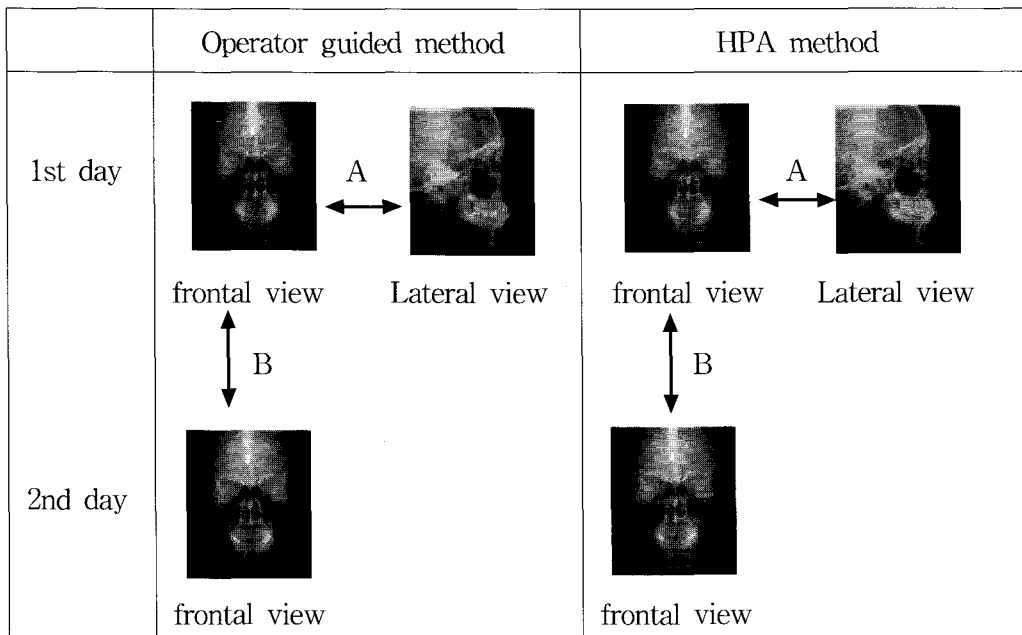 Operator guided method HPA method
1st day
A A
frontal view Lateral view frontal view Lateral view
B B
2nd day
frontal view frontal view